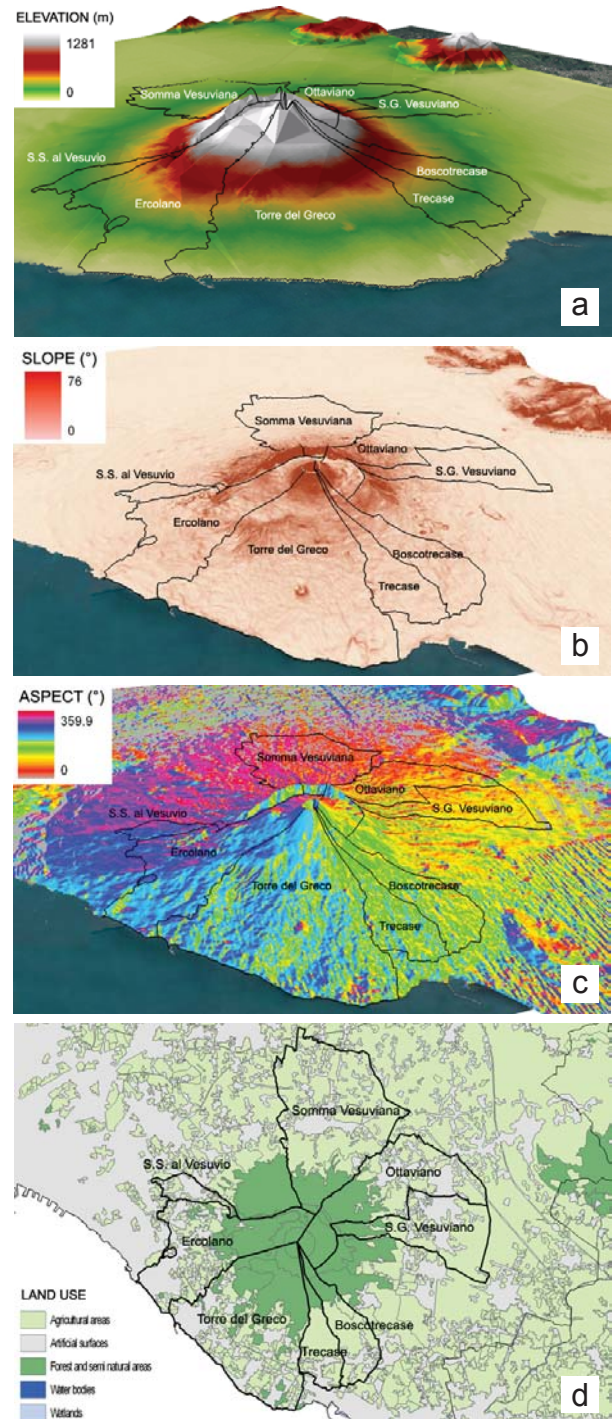 ELEVATION (m)
1281
0
Somma Vesuviana
Ottaviano
S.G. Vesuviano
S.S. al Vesuvio
Boscotrecase
Ercolano
Trecase
Torre del Greco
a
SLOPE (°)
76
0
Somma Vesuviana
Ottaviano
S.G. Vesuviano
S.S. al Vesuvio
Ercolano
Torre del Greco
Boscotrecase
Trecase
b
ASPECT (°)
359.9
0
Somma Vesuviana
Ottaviano
S.G. Vesuviano
S.S. al Vesuvio
Ercolano
Torre del Greco
Boscotrecase
Trecase
c
Somma Vesuviana
S.S. al Vesuvio
Ottaviano
S.G. Vesuviano
Ercolano
Torre del Greco
Boscotrecase
Trecase
LAND USE
Agricultural areas
Artificial surfaces
Forest and semi natural areas
Water bodies
Wetlands
d